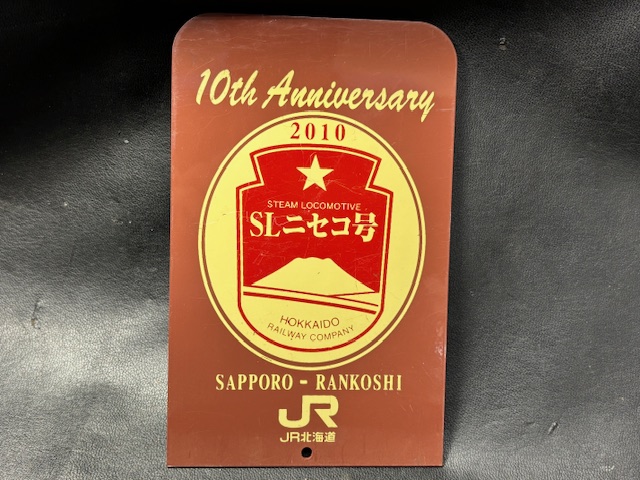 10th Anniversary
2010
STEAM LOCOMOTIVE
SLニセコ号
HOKKAIDO
RAILWAY COMPANY
SAPPORO - RANKOSHI
JR
JR北海道